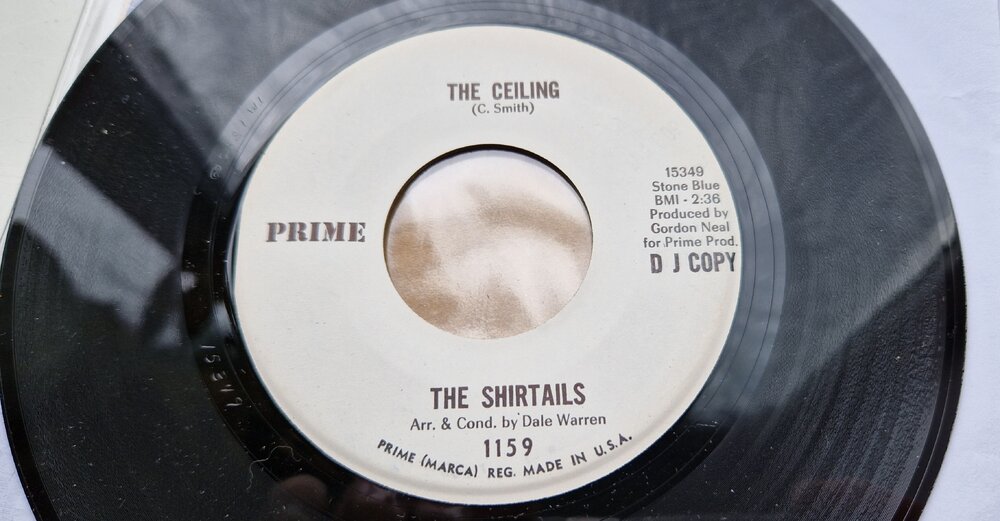 THE CEILING
(C. Smith)
15349
Stone Blue
BMI - 2:36
Produced by
Gordon Neal
for Prime Prod.
D J COPY
PRIME
THE SHIRTAILS
Arr. & Cond. by Dale Warren
1159
PRIME (MARCA) REG. MADE IN U.S.A.